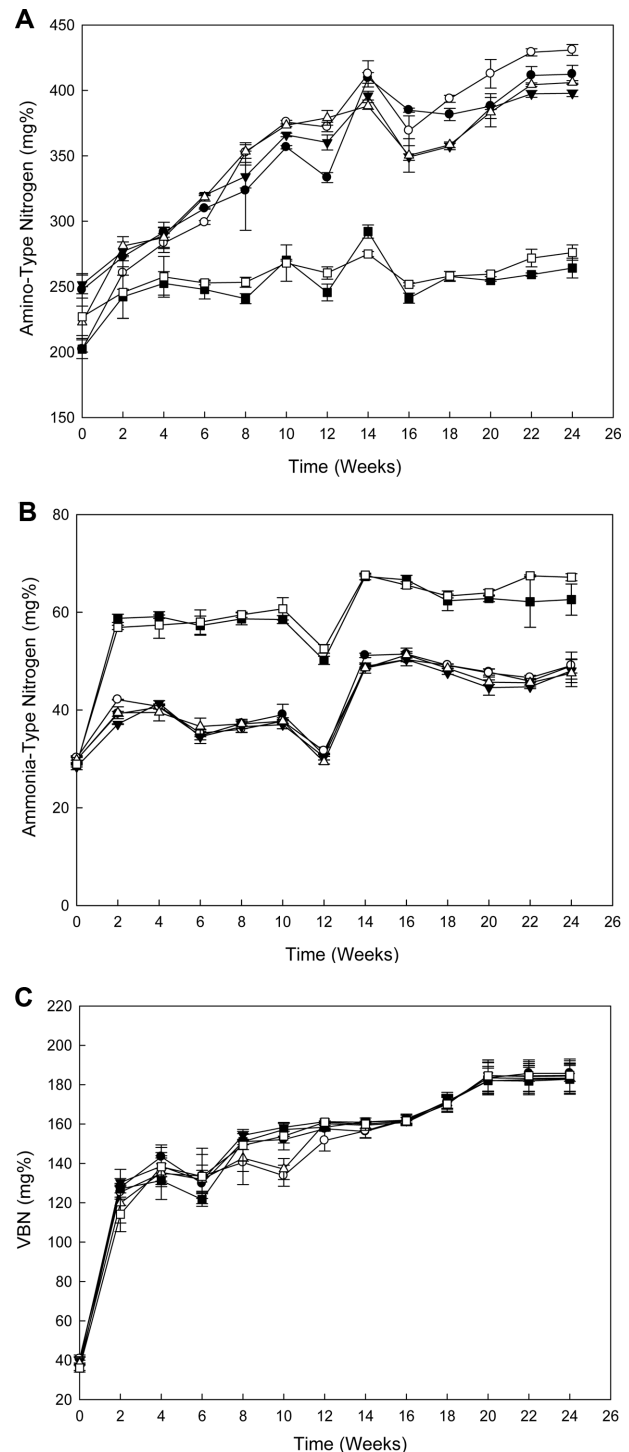 A
450
400
350
300
250
200
150
Amino-Type Nitrogen (mg%)
0 2 4 6 8 10 12 14 16 18 20 22 24 26
Time (Weeks)
B
80
60
40
20
0
Ammonia-Type Nitrogen (mg%)
0 2 4 6 8 10 12 14 16 18 20 22 24 26
Time (Weeks)
C
220
200
180
160
140
120
100
80
60
40
20
VBN (mg%)
0 2 4 6 8 10 12 14 16 18 20 22 24 26
Time (Weeks)